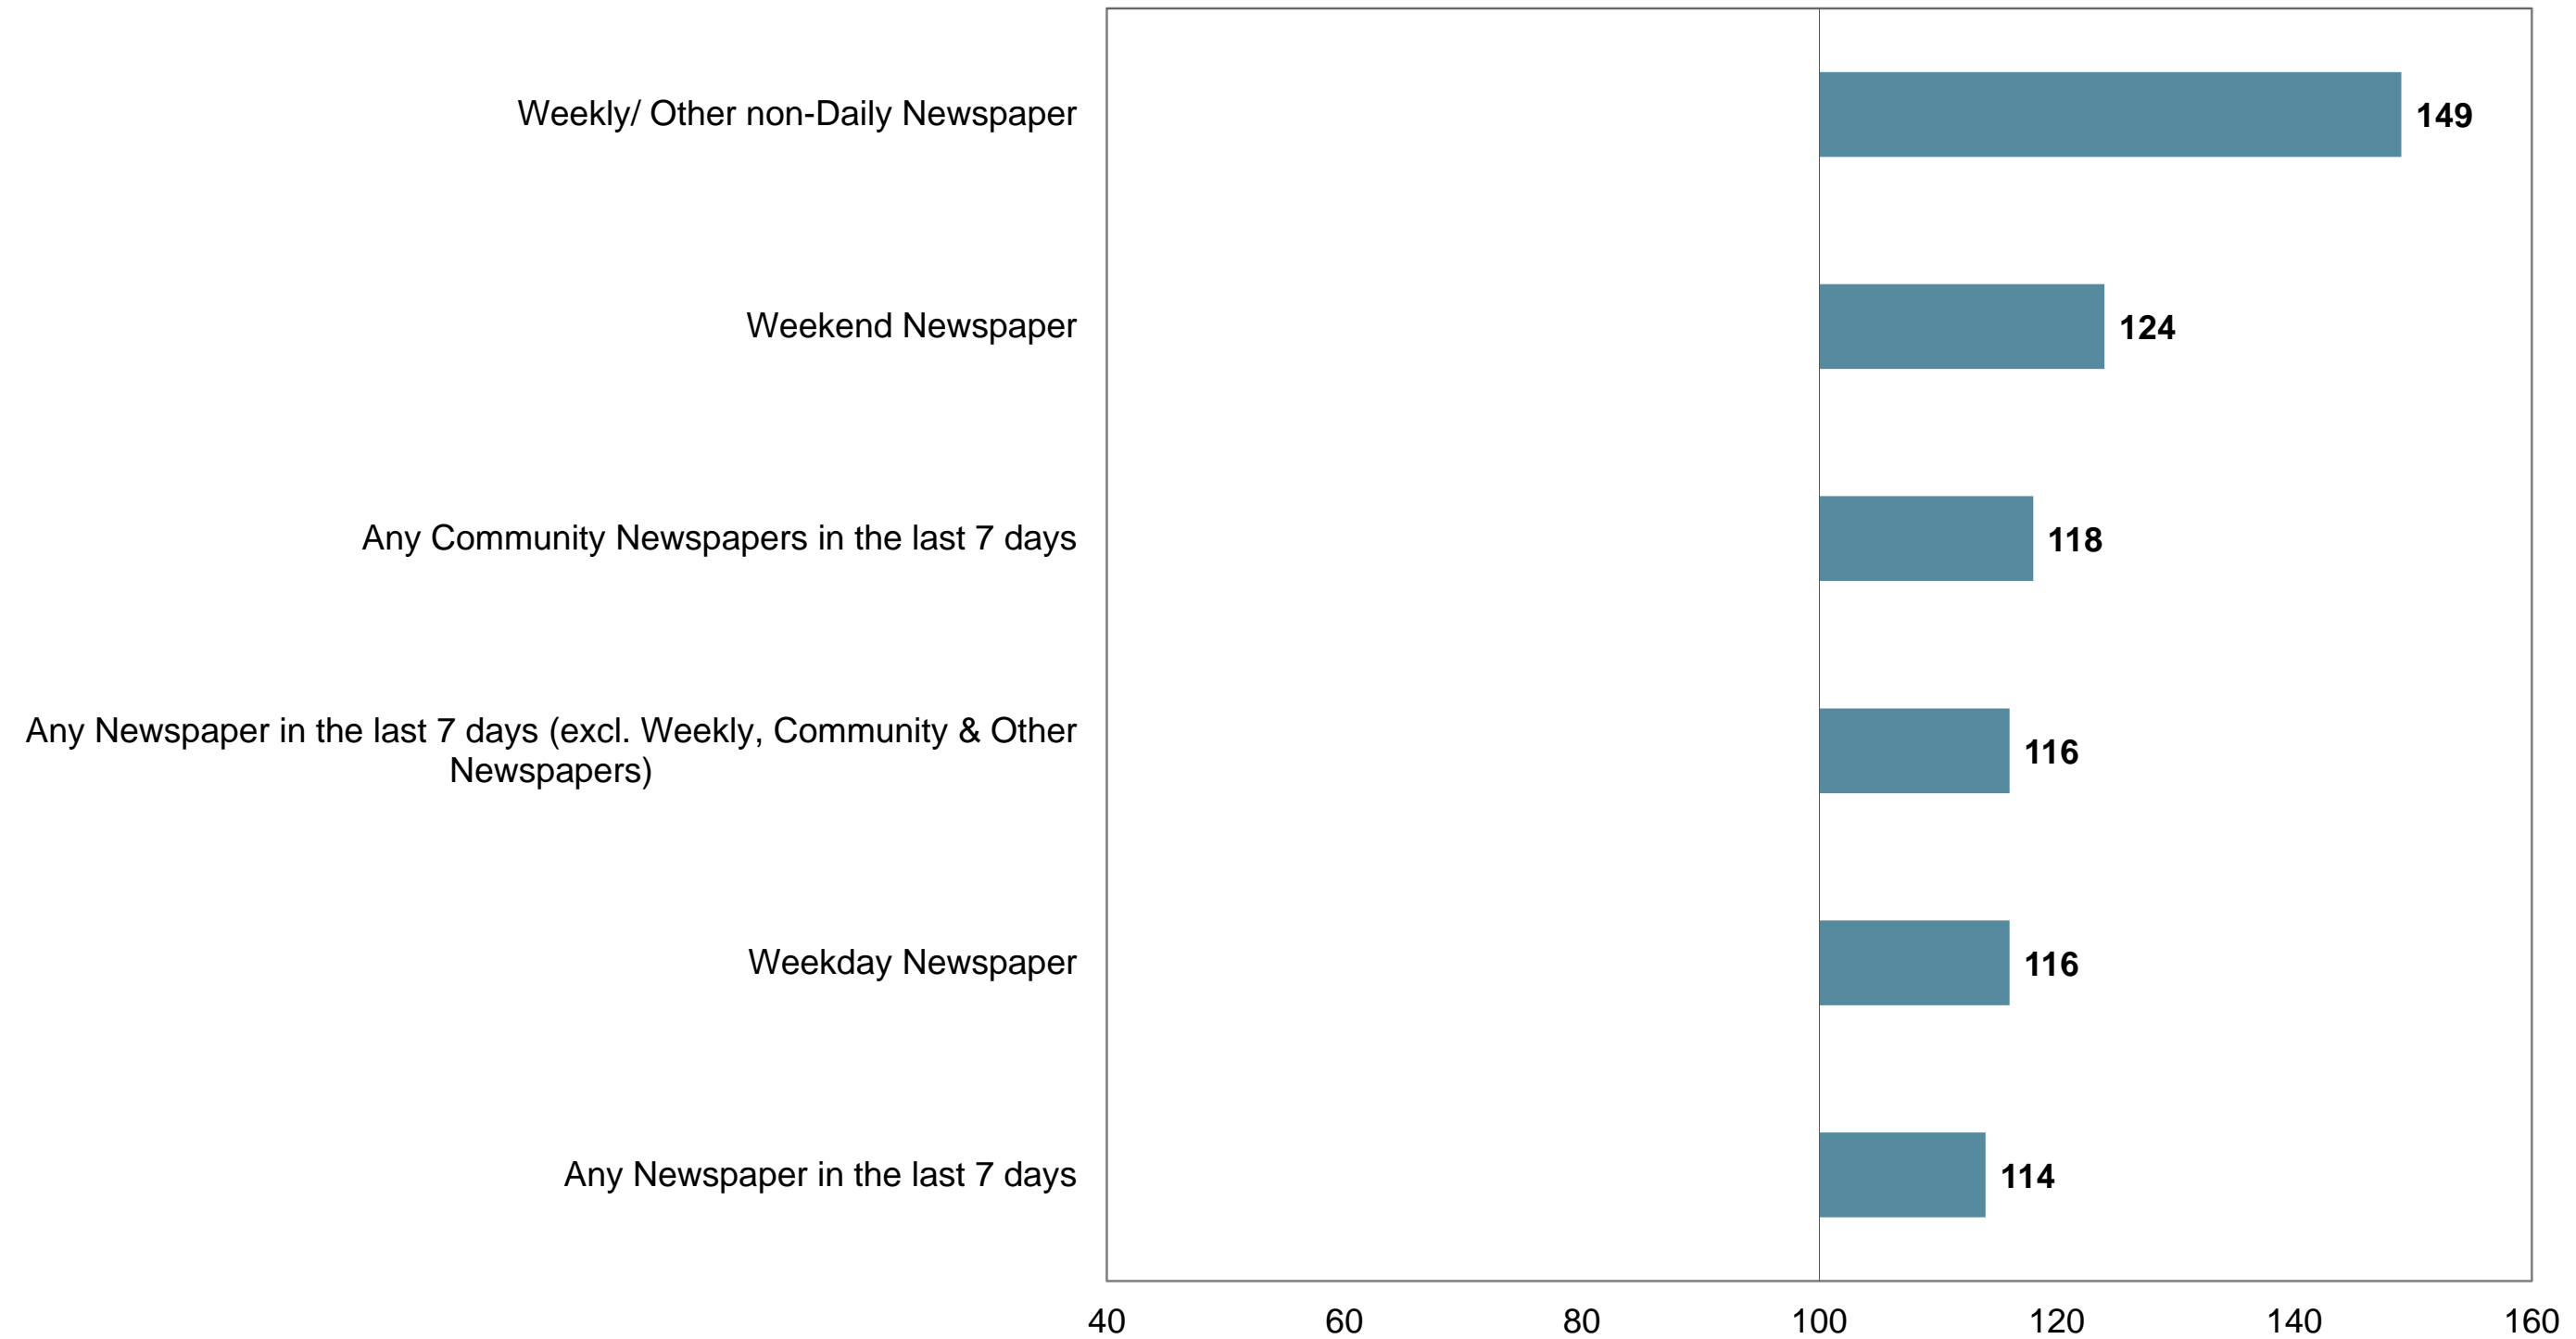 Weekly/ Other non-Daily Newspaper
149
Weekend Newspaper
124
Any Community Newspapers in the last 7 days
118
Any Newspaper in the last 7 days (excl. Weekly, Community & Other
Newspapers)
116
Weekday Newspaper
116
Any Newspaper in the last 7 days
114
40 60 80 100 120 140 160